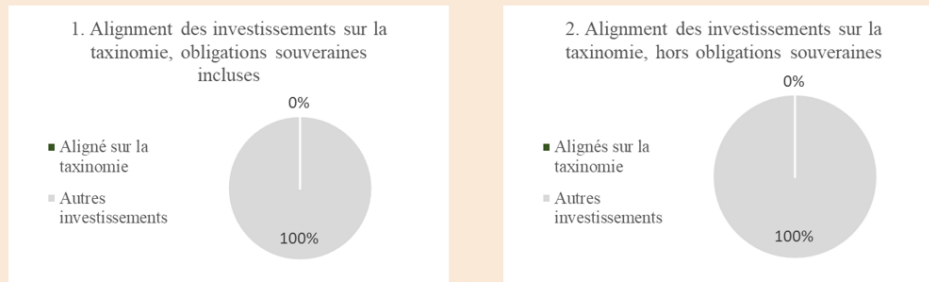 1. Alignment des investissements sur la
taxinomie, obligations souveraines
incluses
0%
Aligné sur la
taxinomie
Autres
investissements
100%
2. Alignment des investissements sur la
taxinomie, hors obligations souveraines
0%
Alignés sur la
taxinomie
Autres
investissements
100%